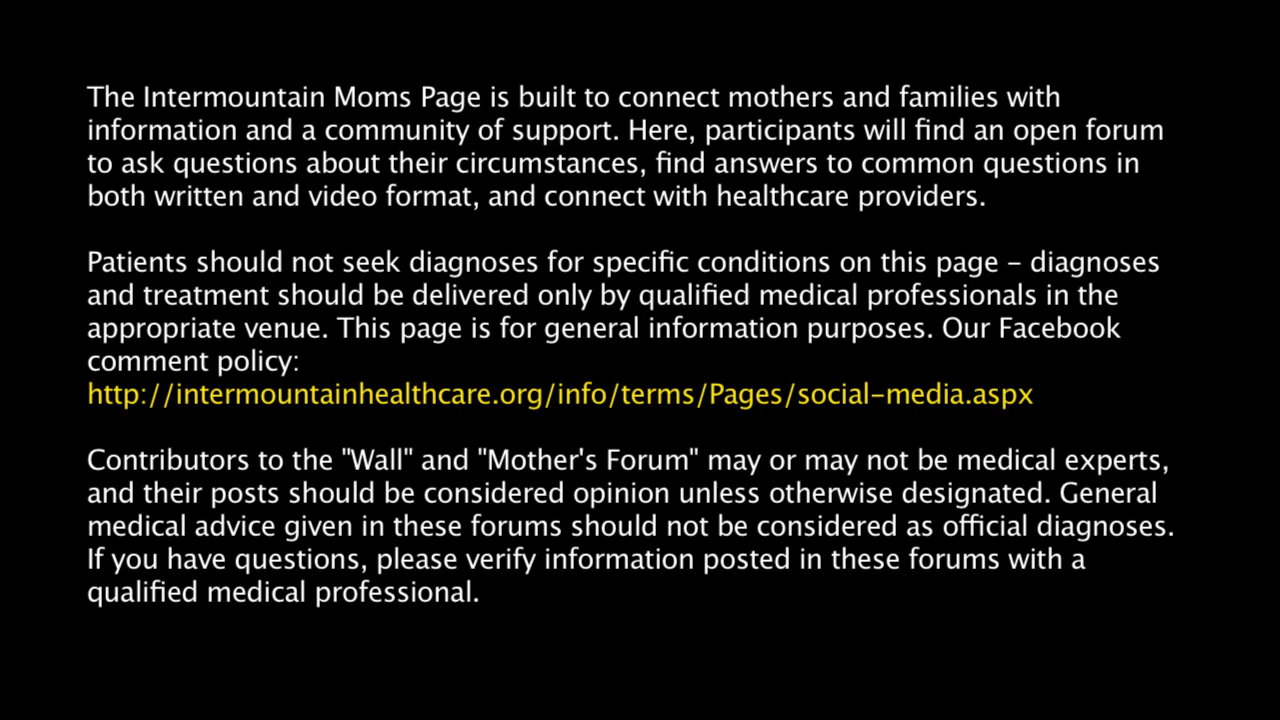 The Intermountain Moms Page is built to connect mothers and families with
information and a community of support. Here, participants will find an open forum
to ask questions about their circumstances, find answers to common questions in
both written and video format, and connect with healthcare providers.
Patients should not seek diagnoses for specific conditions on this page – diagnoses
and treatment should be delivered only by qualified medical professionals in the
appropriate venue. This page is for general information purposes. Our Facebook
comment policy:
http://intermountainhealthcare.org/info/terms/Pages/social-media.aspx
Contributors to the "Wall" and "Mother's Forum" may or may not be medical experts,
and their posts should be considered opinion unless otherwise designated. General
medical advice given in these forums should not be considered as official diagnoses.
If you have questions, please verify information posted in these forums with a
qualified medical professional.